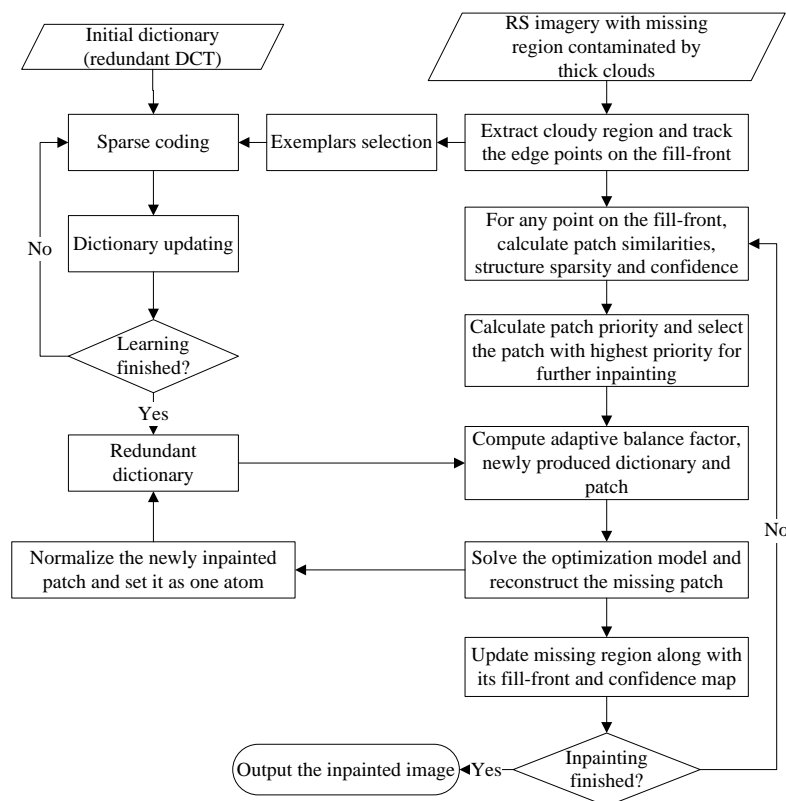 Initial dictionary
(redundant DCT)
RS imagery with missing
region contaminated by
thick clouds
Sparse coding
Exemplars selection
Extract cloudy region and track
the edge points on the fill-front
No
Dictionary updating
For any point on the fill-front,
calculate patch similarities,
structure sparsity and confidence
Learning
finished?
Calculate patch priority and select
the patch with highest priority for
further inpainting
Yes
Redundant
dictionary
Compute adaptive balance factor,
newly produced dictionary and
patch
No
Normalize the newly inpainted
patch and set it as one atom
Solve the optimization model and
reconstruct the missing patch
Update missing region along with
its fill-front and confidence map
Output the inpainted image
Yes
Inpainting
finished?